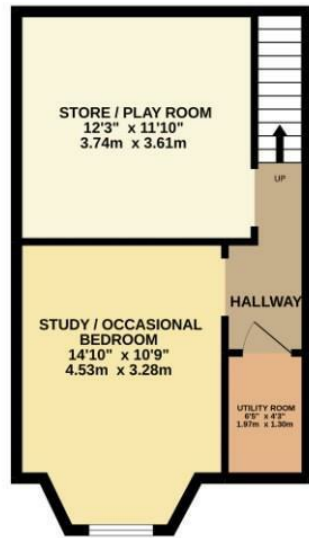 STORE / PLAY ROOM
12'3" x 11'10"
3.74m x 3.61m
UP
HALLWAY
STUDY / OCCASIONAL
BEDROOM
14'10" x 10'9"
4.53m x 3.28m
UTILITY ROOM
6'5" x 4'3"
1.97m x 1.30m